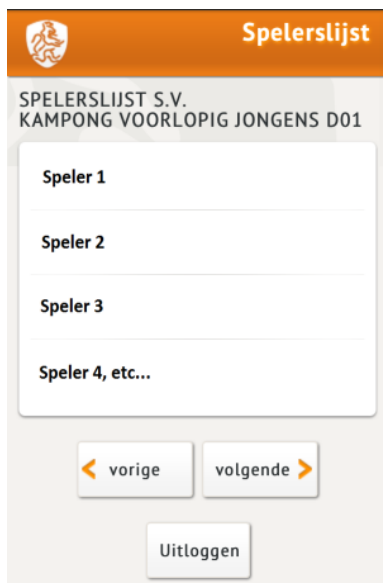 Spelerslijst
SPELERSLIJST S.V.
KAMPONG VOORLOPIG JONGENS D01
Speler 1
Speler 2
Speler 3
Speler 4, etc...
vorige
volgende
Uitloggen